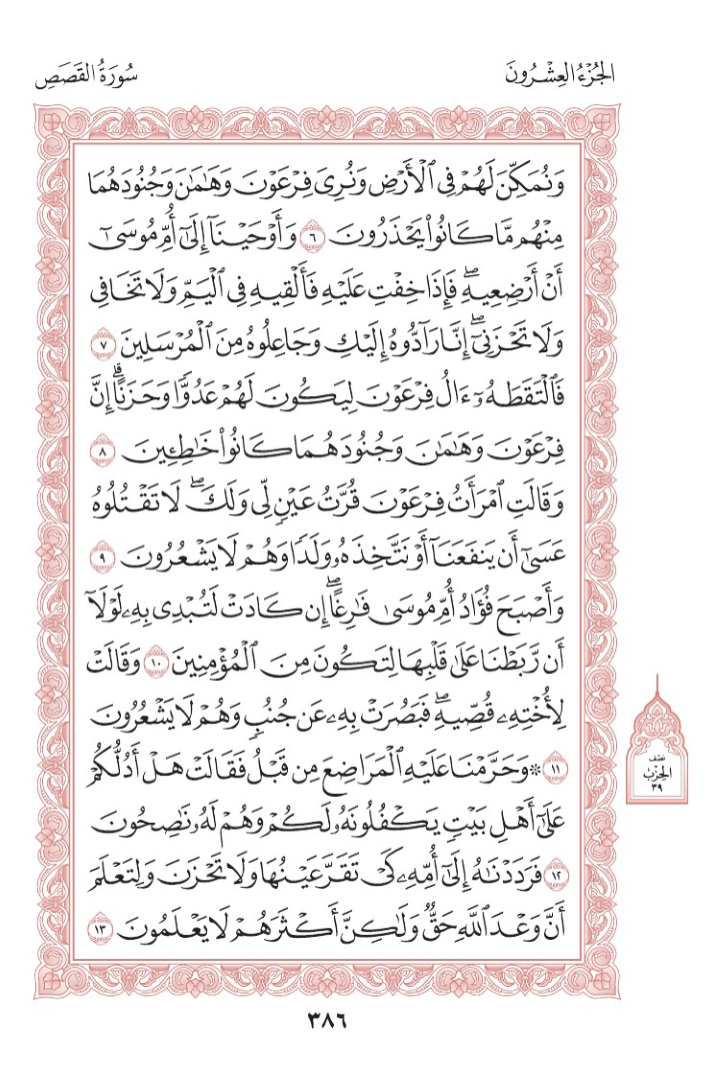 الجُزْءُ العِشْرُونَ
سُورَةُ القَصَصِ
وَنُمَكِّنَ لَهُمْ فِي ٱلْأَرْضِ وَنُرِيَ فِرْعَوْنَ وَهَٰمَٰنَ وَجُنُودَهُمَا
مِنْهُم مَّا كَانُوا۟ يَحْذَرُونَ ٦ وَأَوْحَيْنَآ إِلَىٰٓ أُمِّ مُوسَىٰٓ
أَنْ أَرْضِعِيهِ ۖ فَإِذَا خِفْتِ عَلَيْهِ فَأَلْقِيهِ فِي ٱلْيَمِّ وَلَا تَخَافِي
وَلَا تَحْزَنِيٓ ۖ إِنَّا رَآدُّوهُ إِلَيْكِ وَجَاعِلُوهُ مِنَ ٱلْمُرْسَلِينَ ٧
فَٱلْتَقَطَهُۥٓ ءَالُ فِرْعَوْنَ لِيَكُونَ لَهُمْ عَدُوًّا وَحَزَنًا ۗ إِنَّ
فِرْعَوْنَ وَهَٰمَٰنَ وَجُنُودَهُمَا كَانُوا۟ خَٰطِـِٔينَ ٨
وَقَالَتِ ٱمْرَأَتُ فِرْعَوْنَ قُرَّتُ عَيْنٍ لِّي وَلَكَ ۖ لَا تَقْتُلُوهُ
عَسَىٰٓ أَن يَنفَعَنَآ أَوْ نَتَّخِذَهُۥ وَلَدًا وَهُمْ لَا يَشْعُرُونَ ٩
وَأَصْبَحَ فُؤَادُ أُمِّ مُوسَىٰ فَٰرِغًا ۖ إِن كَادَتْ لَتُبْدِي بِهِۦ لَوْلَآ
أَن رَّبَطْنَا عَلَىٰ قَلْبِهَا لِتَكُونَ مِنَ ٱلْمُؤْمِنِينَ ١٠ وَقَالَتْ
لِأُخْتِهِۦ قُصِّيهِ ۖ فَبَصُرَتْ بِهِۦ عَن جُنُبٍ وَهُمْ لَا يَشْعُرُونَ
١١ ۞ وَحَرَّمْنَا عَلَيْهِ ٱلْمَرَاضِعَ مِن قَبْلُ فَقَالَتْ هَلْ أَدُلُّكُمْ
عَلَىٰٓ أَهْلِ بَيْتٍ يَكْفُلُونَهُۥ لَكُمْ وَهُمْ لَهُۥ نَٰصِحُونَ
١٢ فَرَدَدْنَٰهُ إِلَىٰٓ أُمِّهِۦ كَيْ تَقَرَّ عَيْنُهَا وَلَا تَحْزَنَ وَلِتَعْلَمَ
أَنَّ وَعْدَ ٱللَّهِ حَقٌّ وَلَٰكِنَّ أَكْثَرَهُمْ لَا يَعْلَمُونَ ١٣
نصف
الحزب
٣٩
٣٨٦